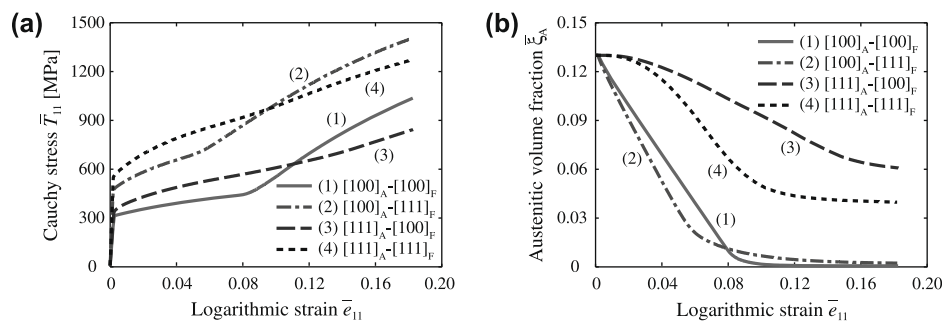 (a)
1500
1200
900
600
300
0
Cauchy stress T̅₁₁ [MPa]
(2)
(4)
(1)
(3)
(1) [100]A-[100]F
(2) [100]A-[111]F
(3) [111]A-[100]F
(4) [111]A-[111]F
0 0.04 0.08 0.12 0.16 0.20
Logarithmic strain e̅₁₁
(b)
0.15
0.12
0.09
0.06
0.03
0
Austenitic volume fraction ξ̅A
(1) [100]A-[100]F
(2) [100]A-[111]F
(3) [111]A-[100]F
(4) [111]A-[111]F
(3)
(2)
(4)
(1)
0 0.04 0.08 0.12 0.16 0.20
Logarithmic strain e̅₁₁